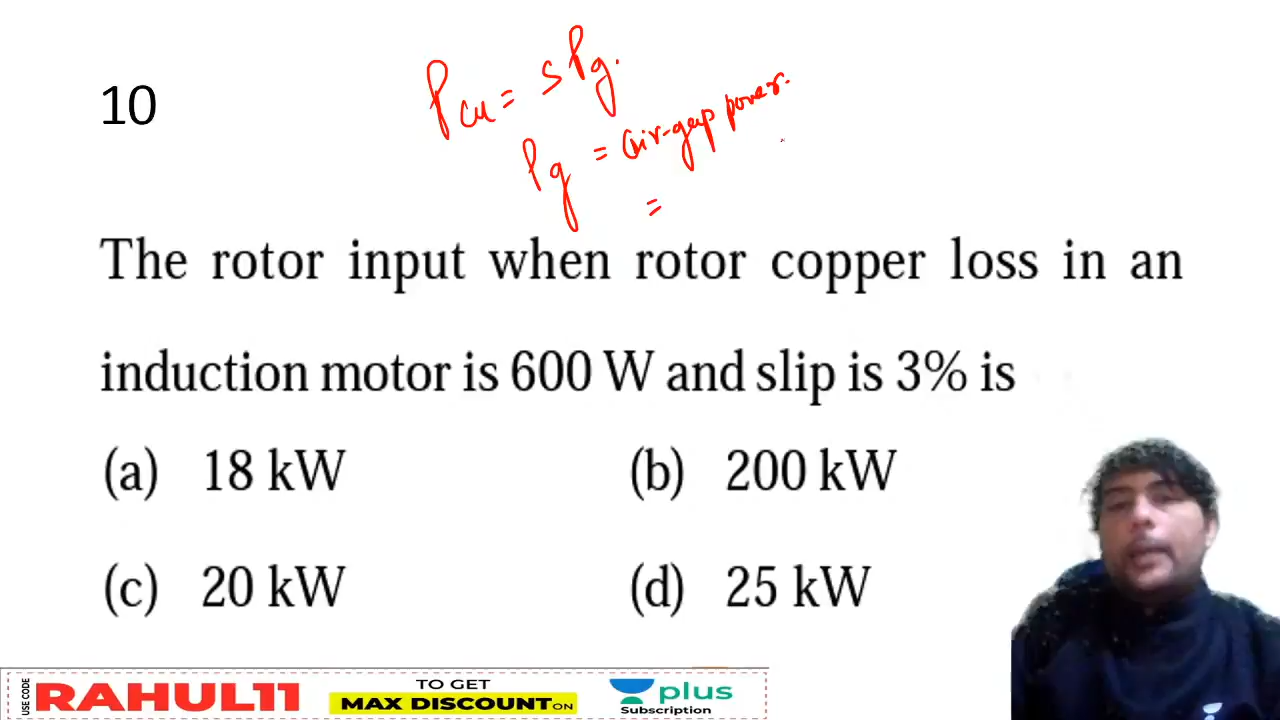 10
Pcu = sPg.
Pg = air-gap power.
=
The rotor input when rotor copper loss in an
induction motor is 600 W and slip is 3% is
(a) 18 kW (b) 200 kW
(c) 20 kW (d) 25 kW
USE CODE RAHUL11 TO GET MAX DISCOUNT ON plus Subscription